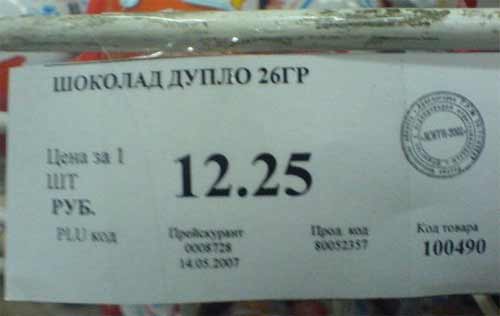 ШОКОЛАД ДУПЛО 26ГР
Цена за 1
ШТ
РУБ.
12.25
PLU код
Прейскурант
0008728
14.05.2007
Прод. код
80052357
Код товара
100490